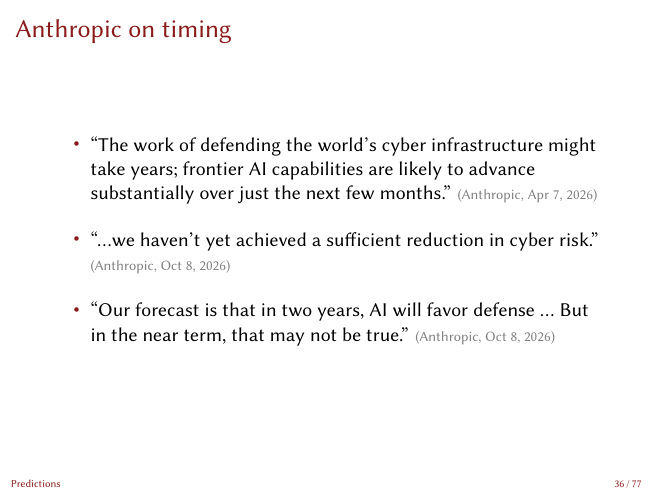 Anthropic on timing
• “The work of defending the world’s cyber infrastructure might
take years; frontier AI capabilities are likely to advance
substantially over just the next few months.” (Anthropic, Apr 7, 2026)
• “...we haven’t yet achieved a sufficient reduction in cyber risk.”
(Anthropic, Oct 8, 2026)
• “Our forecast is that in two years, AI will favor defense ... But
in the near term, that may not be true.” (Anthropic, Oct 8, 2026)
Predictions
36 / 77